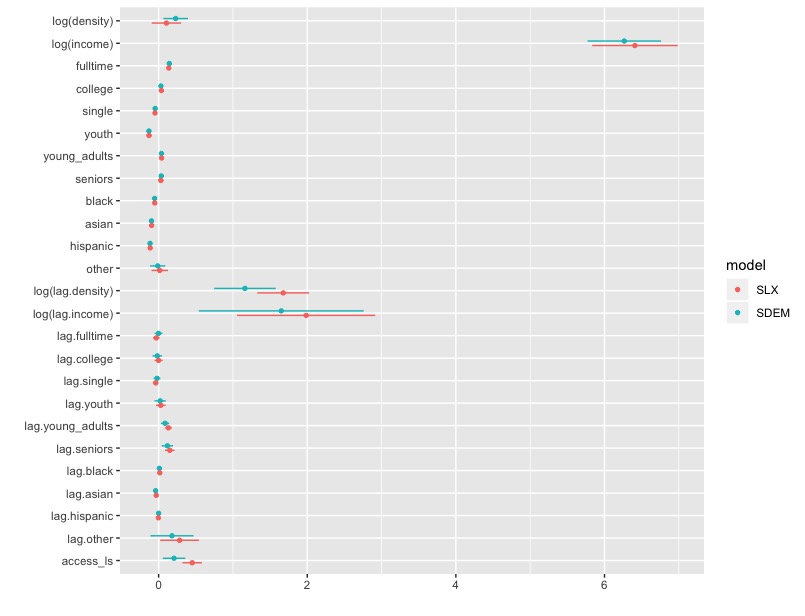 log(density)
log(income)
fulltime
college
single
youth
young_adults
seniors
black
asian
hispanic
other
log(lag.density)
log(lag.income)
lag.fulltime
lag.college
lag.single
lag.youth
lag.young_adults
lag.seniors
lag.black
lag.asian
lag.hispanic
lag.other
access_ls
0 2 4 6
model
SLX
SDEM